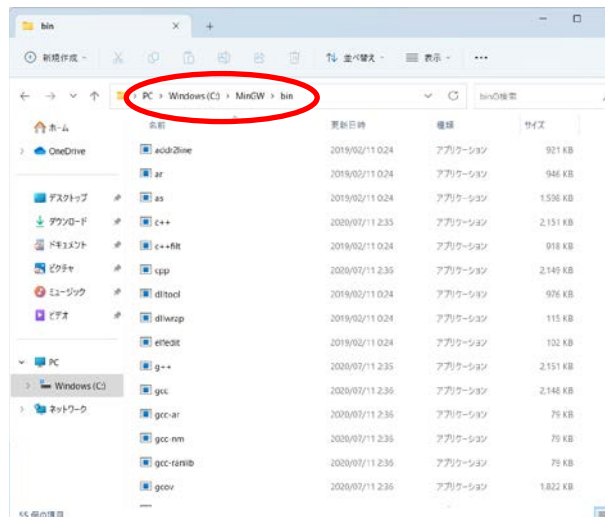 bin
新規作成
並べ替え
表示
PC > Windows (C:) > MinGW > bin
binの検索
名前 更新日時 種類 サイズ
ホーム
OneDrive
デスクトップ
ダウンロード
ドキュメント
ピクチャ
ミュージック
ビデオ
PC
Windows (C:)
ネットワーク
addr2line 2019/02/11 0:24 アプリケーション 921 KB
ar 2019/02/11 0:24 アプリケーション 946 KB
as 2019/02/11 0:24 アプリケーション
c++ 2020/07/11 2:35 アプリケーション 2,151 KB
c++filt 2019/02/11 0:24 アプリケーション 918 KB
cpp 2020/07/11 2:35 アプリケーション 2,149 KB
dlltool 2019/02/11 0:24 アプリケーション 976 KB
dllwrap 2019/02/11 0:24 アプリケーション 115 KB
elfedit 2019/02/11 0:24 アプリケーション 102 KB
g++ 2020/07/11 2:35 アプリケーション 2,151 KB
gcc 2020/07/11 2:36 アプリケーション
gcc-ar 2020/07/11 2:36 アプリケーション 79 KB
gcc-nm 2020/07/11 2:36 アプリケーション 79 KB
gcc-ranlib 2020/07/11 2:36 アプリケーション 79 KB
gcov 2020/07/11 2:36 アプリケーション 1,822 KB
55 個の項目